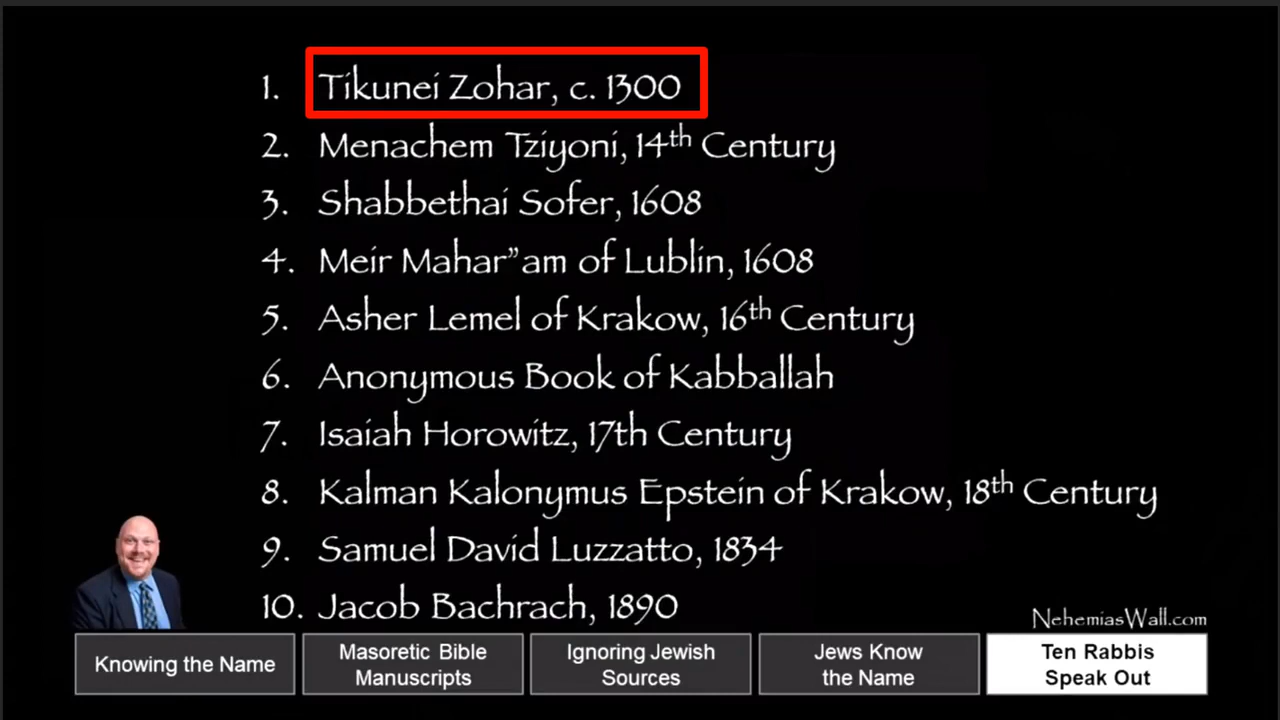 1. Tikunei Zohar, c. 1300
2. Menachem Tziyoni, 14th Century
3. Shabbethai Sofer, 1608
4. Meir Mahar”am of Lublin, 1608
5. Asher Lemel of Krakow, 16th Century
6. Anonymous Book of Kabballah
7. Isaiah Horowitz, 17th Century
8. Kalman Kalonymus Epstein of Krakow, 18th Century
9. Samuel David Luzzatto, 1834
10. Jacob Bachrach, 1890
NehemiasWall.com
Knowing the Name
Masoretic Bible
Manuscripts
Ignoring Jewish
Sources
Jews Know
the Name
Ten Rabbis
Speak Out